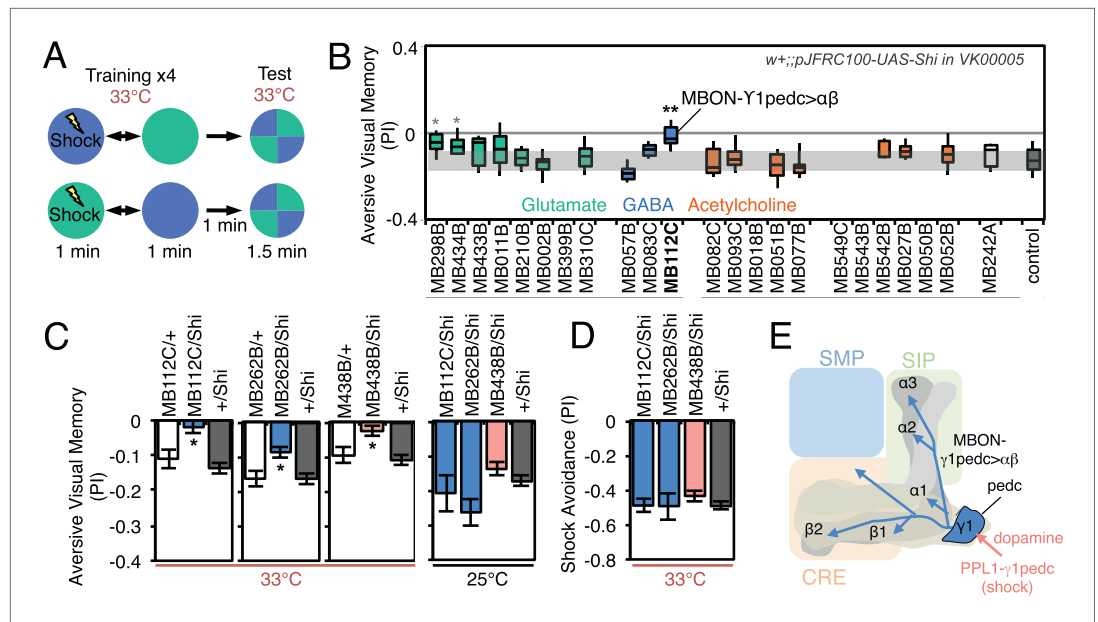 A
Training x4
33°C
Test
33°C
Shock
Shock
1 min
1 min
1 min
1.5 min
B
Aversive Visual Memory
(PI)
0.4
0
-0.4
w+;;pJFRC100-UAS-Shi in VK00005
* * **
MBON-ϒ1pedc>αβ
Glutamate GABA Acetylcholine
MB298B
MB434B
MB433B
MB011B
MB210B
MB002B
MB399B
MB310C
MB057B
MB083C
MB112C
MB082C
MB093C
MB018B
MB051B
MB077B
MB549C
MB543B
MB542B
MB027B
MB050B
MB052B
MB242A
control
C
Aversive Visual Memory
(PI)
0
-0.1
-0.2
-0.3
-0.4
MB112C/+
MB112C/Shi
+/Shi
MB262B/+
MB262B/Shi
+/Shi
M438B/+
MB438B/Shi
+/Shi
MB112C/Shi
MB262B/Shi
MB438B/Shi
+/Shi
* * *
33°C
25°C
D
Shock Avoidance (PI)
0
-0.2
-0.4
-0.6
-0.8
MB112C/Shi
MB262B/Shi
MB438B/Shi
+/Shi
33°C
E
SMP
SIP
α3
α2
MBON-
γ1pedc>αβ
α1
pedc
γ1
β2
β1
dopamine
CRE
PPL1-γ1pedc
(shock)